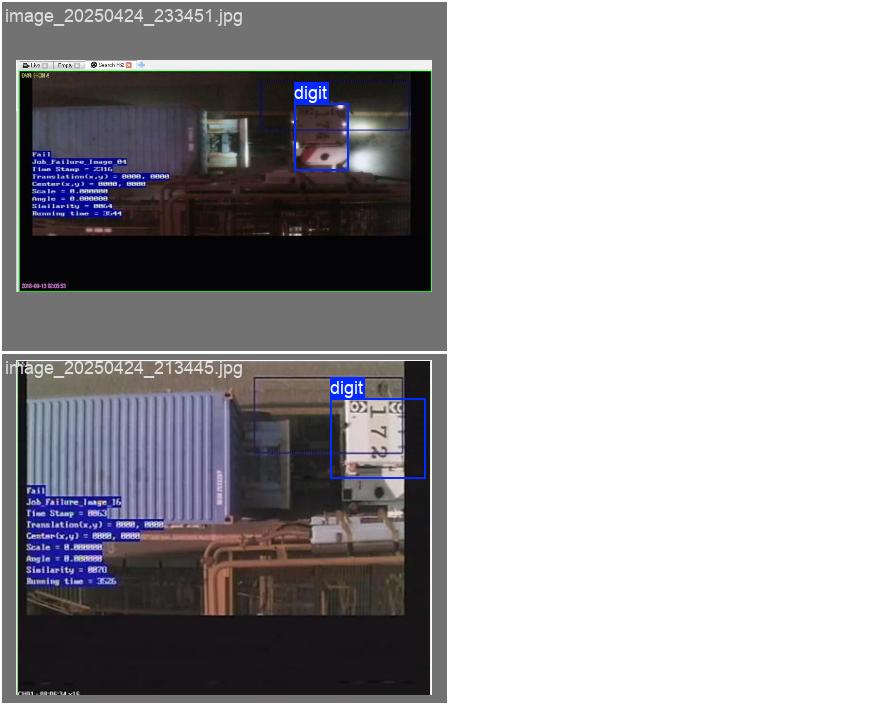 image_20250424_233451.jpg
Live
Empty
digit
Fail
Job_Failure_Image_04
Time Stamp = 2316
Translation(x,y) = 0000, 0000
Center(x,y) = 0000, 0000
Scale = 0.000000
Angle = 0.000000
Similarity = 0064
Running time = 3544
image_20250424_213445.jpg
digit
172
Fail
Job_Failure_Image_16
Time Stamp = 0063
Translation(x,y) = 0000, 0000
Center(x,y) = 0000, 0000
Scale = 0.000000
Angle = 0.000000
Similarity = 0070
Running time = 3526